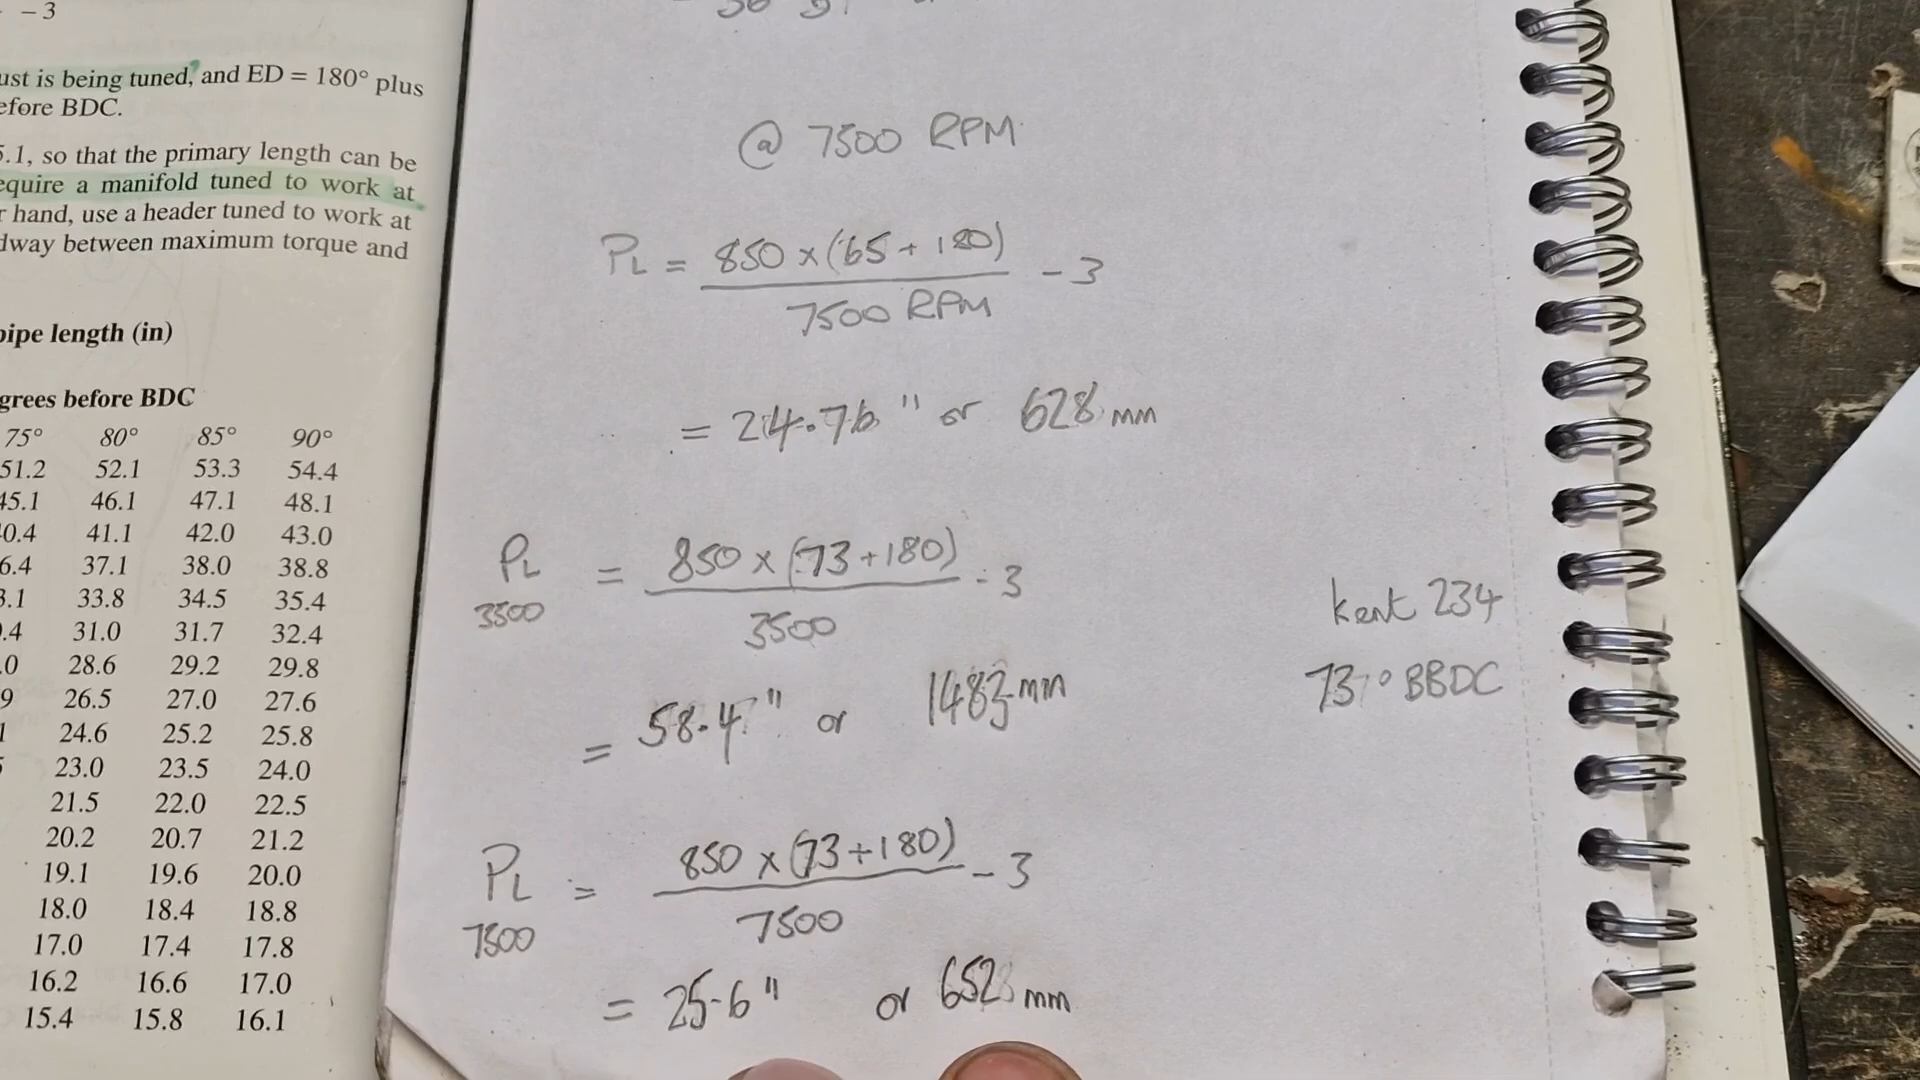 - 3
ust is being tuned, and ED = 180° plus
efore BDC.
5.1, so that the primary length can be
equire a manifold tuned to work at
r hand, use a header tuned to work at
dway between maximum torque and
pipe length (in)
grees before BDC
75° 80° 85° 90°
51.2 52.1 53.3 54.4
45.1 46.1 47.1 48.1
0.4 41.1 42.0 43.0
6.4 37.1 38.0 38.8
3.1 33.8 34.5 35.4
.4 31.0 31.7 32.4
.0 28.6 29.2 29.8
9 26.5 27.0 27.6
1 24.6 25.2 25.8
23.0 23.5 24.0
21.5 22.0 22.5
20.2 20.7 21.2
19.1 19.6 20.0
18.0 18.4 18.8
17.0 17.4 17.8
16.2 16.6 17.0
15.4 15.8 16.1
@ 7500 RPM
PL = 850 x (65 + 180) - 3
7500 RPM
= 24.76 " or 628 mm
PL = 850 x (73 + 180) - 3
3500 3500
= 58.4 " or 1483 mm
kent 234
73° BBDC
PL = 850 x (73 + 180) - 3
7500 7500
= 25.6 " or 652 mm